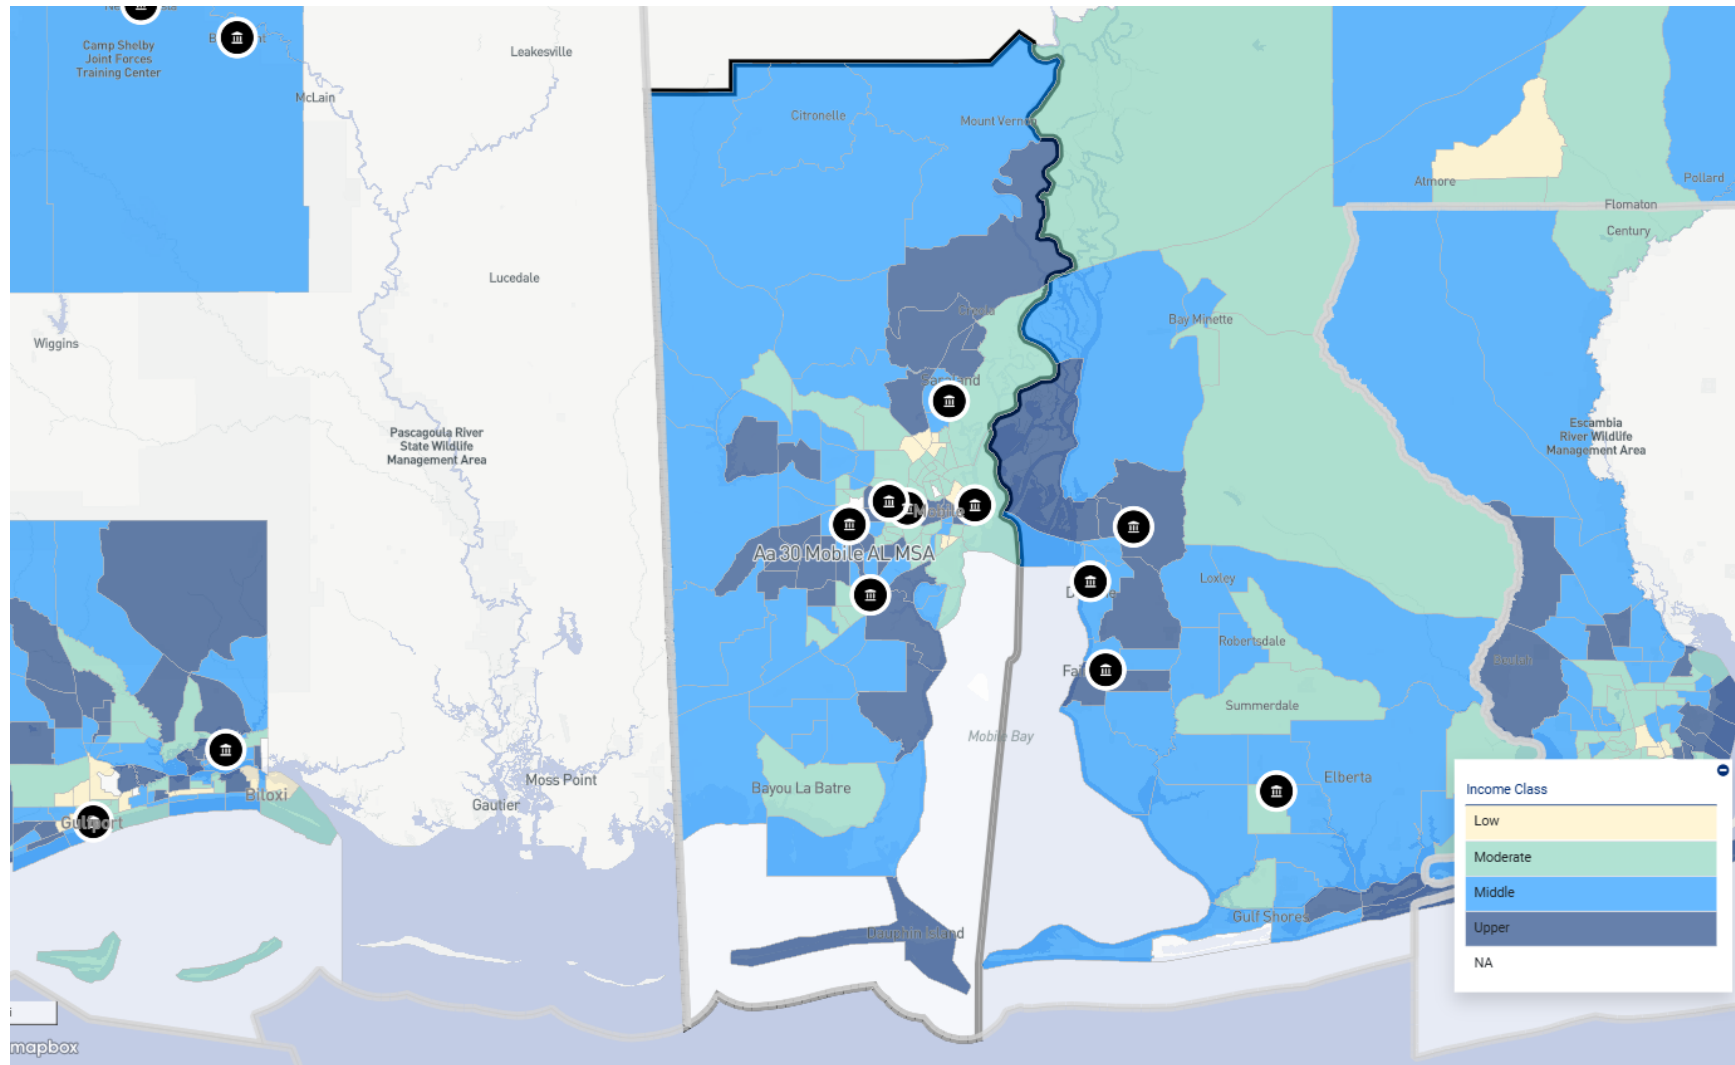 Camp Shelby
Joint Forces
Training Center
Leakesville
McLain
Citronelle
Mount Vernon
Atmore
Pollard
Flomaton
Century
Lucedale
Bay Minette
Wiggins
Pascagoula River
State Wildlife
Management Area
Escambia
River Wildlife
Management Area
Mobile
Aa 30 Mobile AL MSA
Loxley
Robertsdale
Summerdale
Mobile Bay
Moss Point
Bayou La Batre
Elberta
Gautier
Biloxi
Gulfport
Gulf Shores
Dauphin Island
Income Class
Low
Moderate
Middle
Upper
NA
mapbox